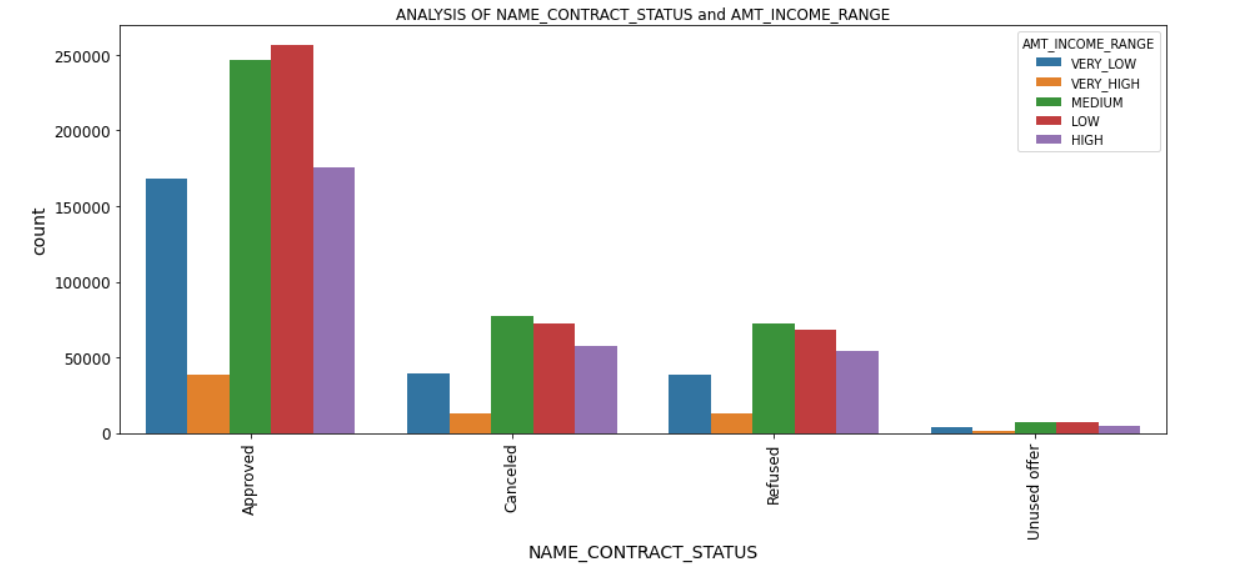 ANALYSIS OF NAME_CONTRACT_STATUS and AMT_INCOME_RANGE
AMT_INCOME_RANGE
VERY_LOW
VERY_HIGH
MEDIUM
LOW
HIGH
count
250000
200000
150000
100000
50000
0
Approved
Canceled
Refused
Unused offer
NAME_CONTRACT_STATUS